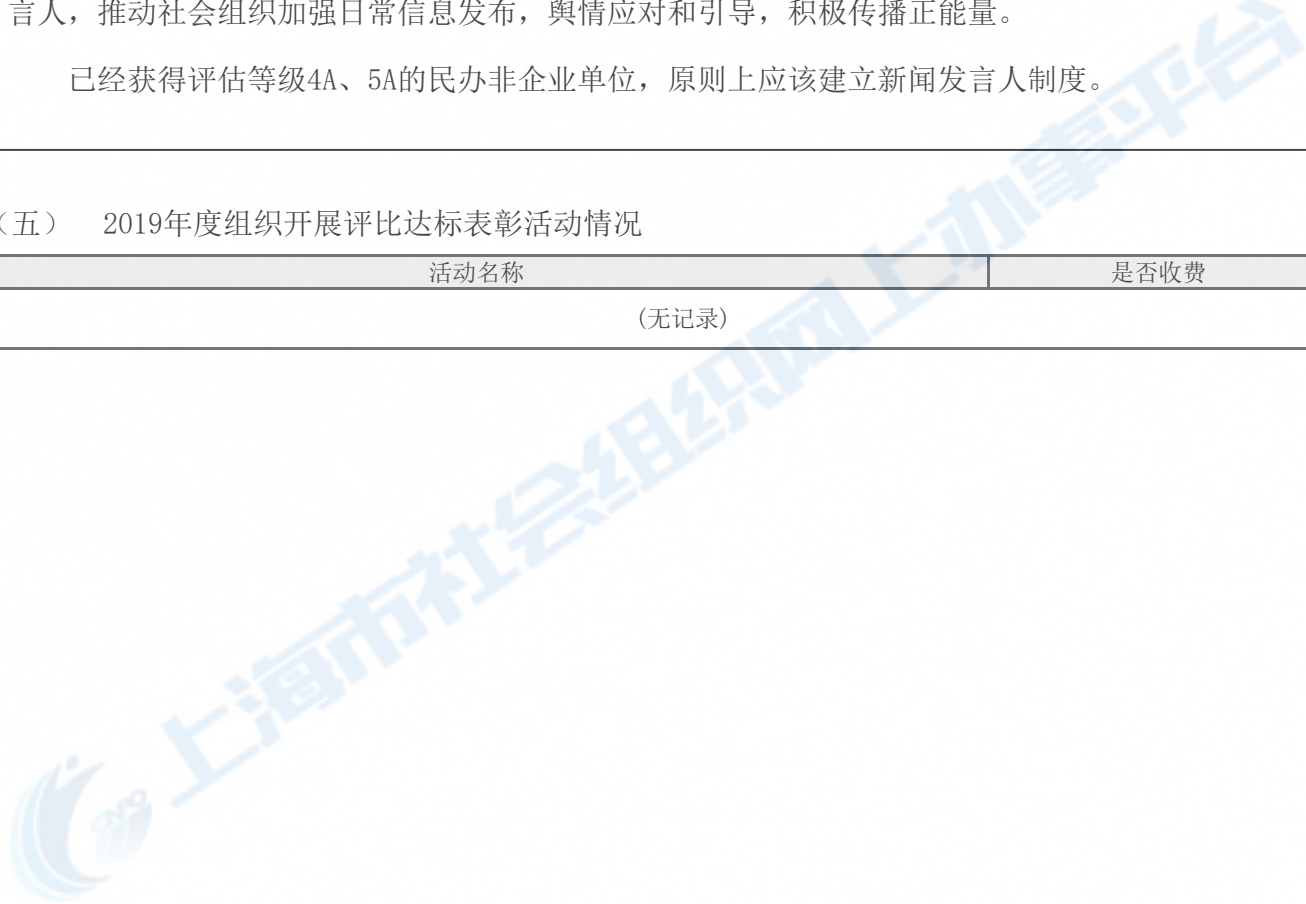 言人，推动社会组织加强日常信息发布，舆情应对和引导，积极传播正能量。
已经获得评估等级4A、5A的民办非企业单位，原则上应该建立新闻发言人制度。
（五） 2019年度组织开展评比达标表彰活动情况
活动名称 是否收费
(无记录)
上海市社会组织网上办事平台
CNPO